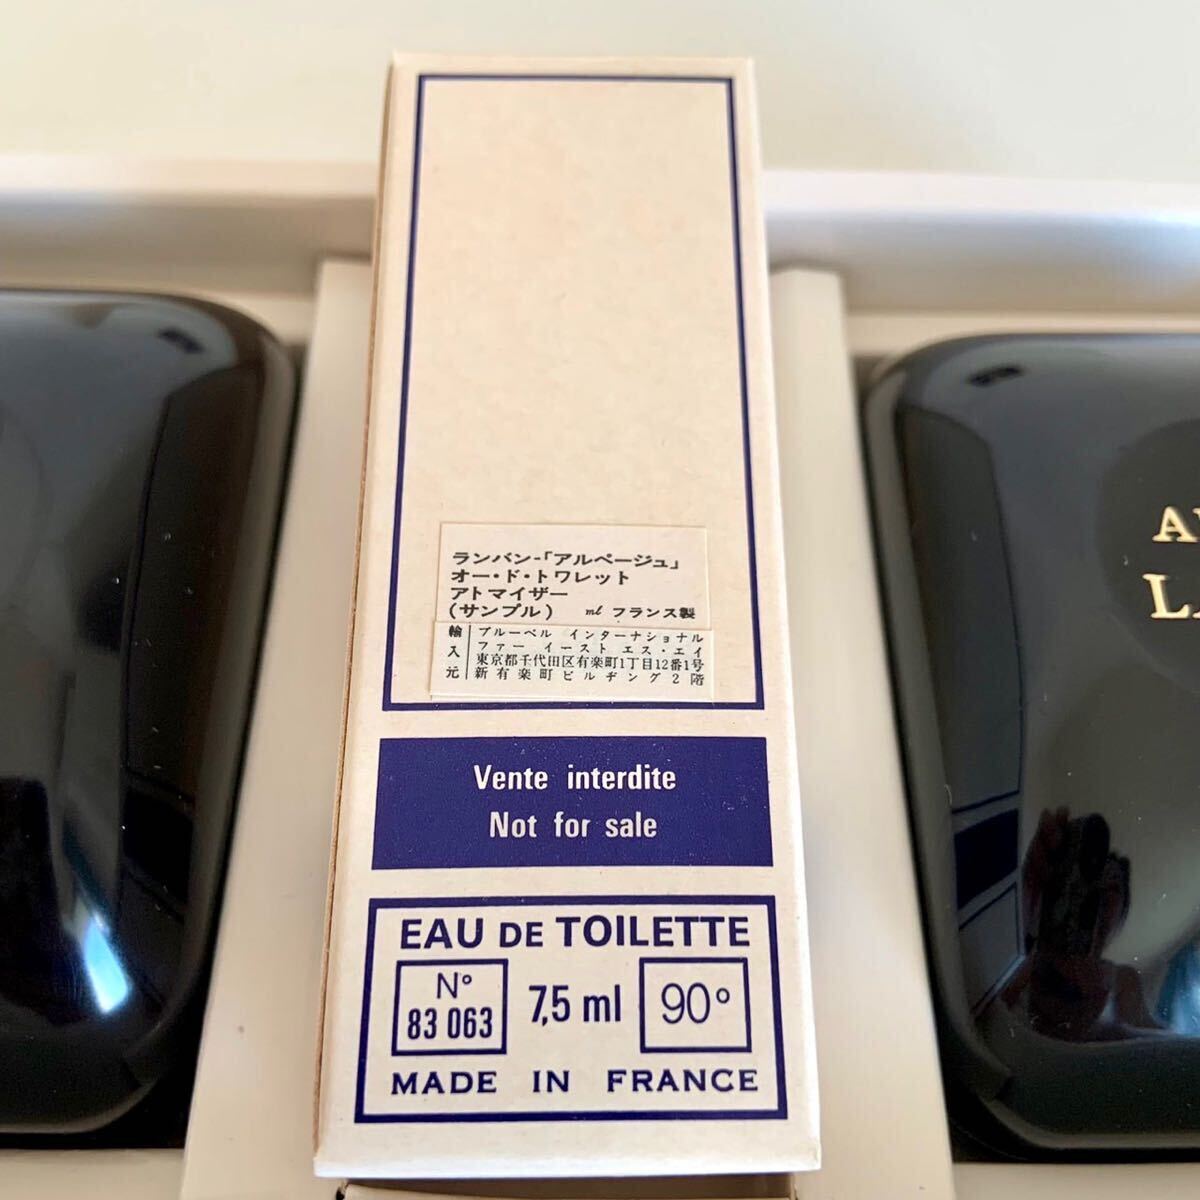 ランバン-「アルページュ」
オー・ド・トワレット
アトマイザー
(サンプル) ml フランス製
輸入元
ブルーベル インターナショナル
ファー イースト エス・エイ
東京都千代田区有楽町1丁目12番1号
新有楽町ビルヂング2階
Vente interdite
Not for sale
EAU DE TOILETTE
N°
83 063
7,5 ml
90°
MADE IN FRANCE